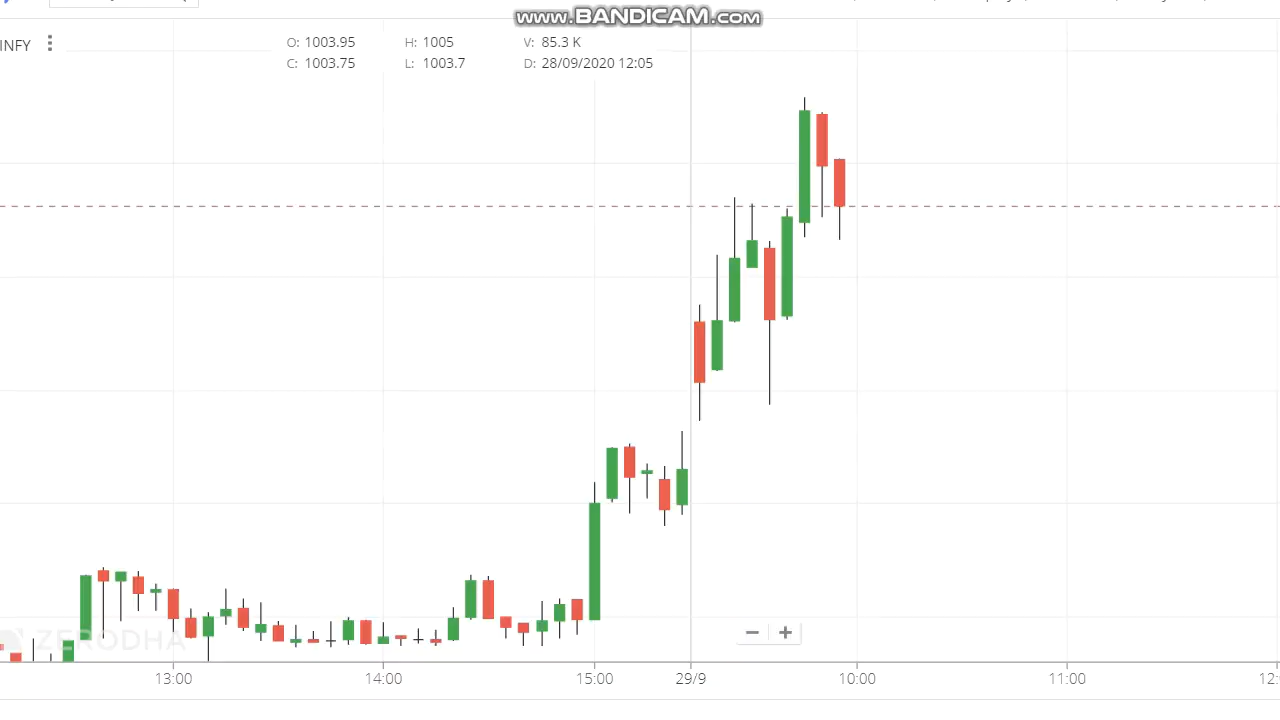 www.BANDICAM.com
INFY
O: 1003.95 H: 1005 V: 85.3 K
C: 1003.75 L: 1003.7 D: 28/09/2020 12:05
ZERODHA
13:00 14:00 15:00 29/9 10:00 11:00